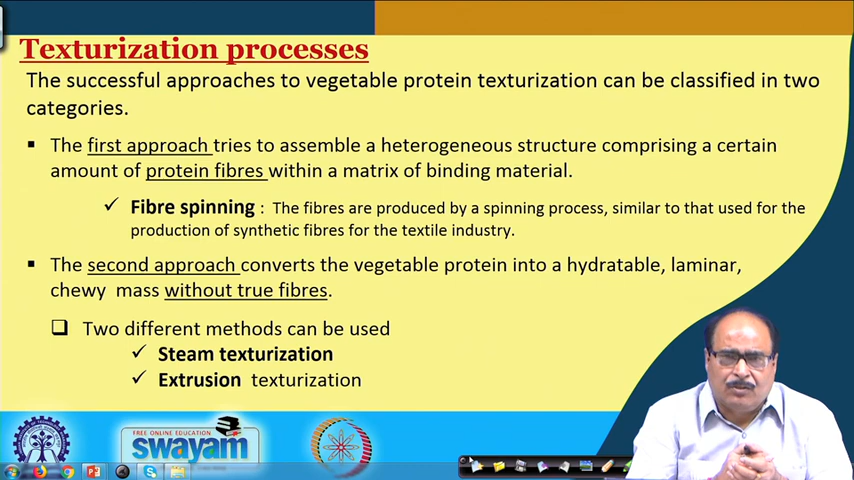 Texturization processes
The successful approaches to vegetable protein texturization can be classified in two
categories.
▪ The first approach tries to assemble a heterogeneous structure comprising a certain
amount of protein fibres within a matrix of binding material.
✓ Fibre spinning : The fibres are produced by a spinning process, similar to that used for the
production of synthetic fibres for the textile industry.
▪ The second approach converts the vegetable protein into a hydratable, laminar,
chewy mass without true fibres.
❑ Two different methods can be used
✓ Steam texturization
✓ Extrusion texturization
FREE ONLINE EDUCATION
swayam